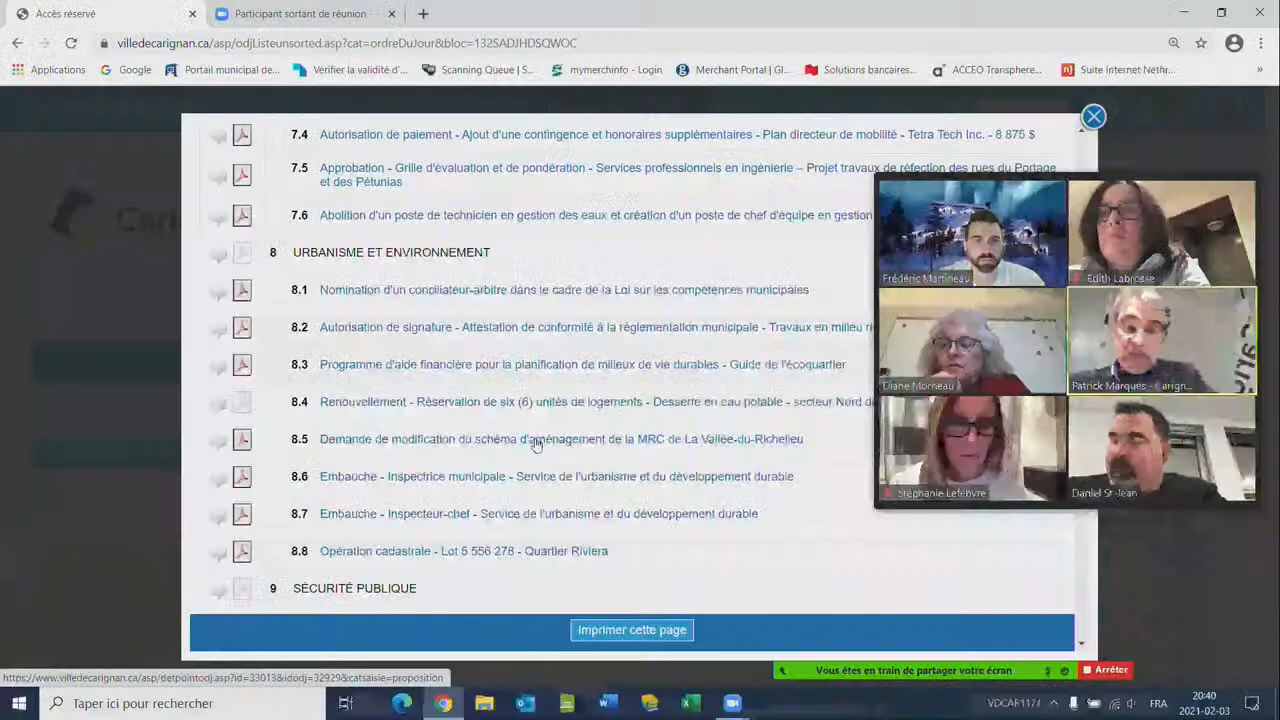 Accès réservé
Participant sortant de réunion -
villedecarignan.ca/asp/odjListeunsorted.asp?cat=ordreDuJour&bloc=132SADJHDSQWOC
Applications
Google
Portail municipal de...
Vérifier la validité d'...
Scanning Queue | S...
mymerchinfo - Login
Merchant Portal | Gl...
Solutions bancaires...
ACCEO Transphere...
Suite Internet Nethr...
»
7.4 Autorisation de paiement - Ajout d'une contingence et honoraires supplémentaires - Plan directeur de mobilité - Tetra Tech Inc. - 8 875 $
7.5 Approbation - Grille d'évaluation et de pondération - Services professionnels en ingénierie – Projet travaux de réfection des rues du Portage
et des Pétunias
7.6 Abolition d'un poste de technicien en gestion des eaux et création d'un poste de chef d'équipe en gestion
8 URBANISME ET ENVIRONNEMENT
8.1 Nomination d'un conciliateur-arbitre dans le cadre de la Loi sur les compétences municipales
8.2 Autorisation de signature - Attestation de conformité à la réglementation municipale - Travaux en milieu
8.3 Programme d'aide financière pour la planification de milieux de vie durables - Guide de l'écoquartier
8.4 Renouvellement - Réservation de six (6) unités de logements - Desserte en eau potable - secteur Nord
8.5 Demande de modification du schéma d'aménagement de la MRC de La Vallée-du-Richelieu
8.6 Embauche - Inspectrice municipale - Service de l'urbanisme et du développement durable
8.7 Embauche - Inspecteur-chef - Service de l'urbanisme et du développement durable
8.8 Opération cadastrale - Lot 5 556 278 - Quartier Riviera
9 SÉCURITÉ PUBLIQUE
Imprimer cette page
Frédéric Martineau
Edith Labrosse
Diane Morneau
Patrick Marquès - Carign...
Stéphanie Lefebvre
Daniel St-Jean
https://www.villedecarignan.ca/asp/detpointodj.asp?id=33031&idodj=32929&catsaisie=proposition
Vous êtes en train de partager votre écran
Arrêter
Taper ici pour rechercher
FRA
20:40
2021-02-03